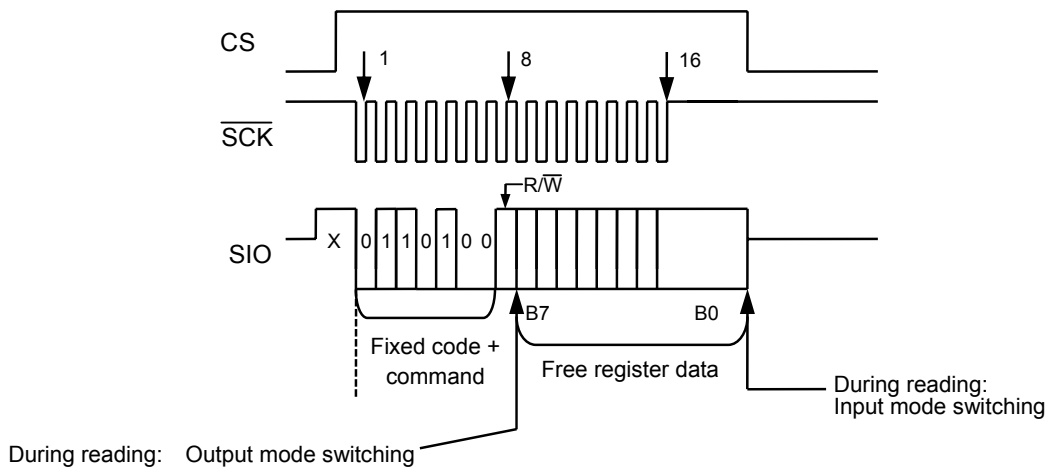 CS
1 8 16
S̅C̅K̅
R/W̅
SIO
X 0 1 1 0 1 0 0
B7 B0
Fixed code +
command
Free register data
During reading:
Input mode switching
During reading: Output mode switching